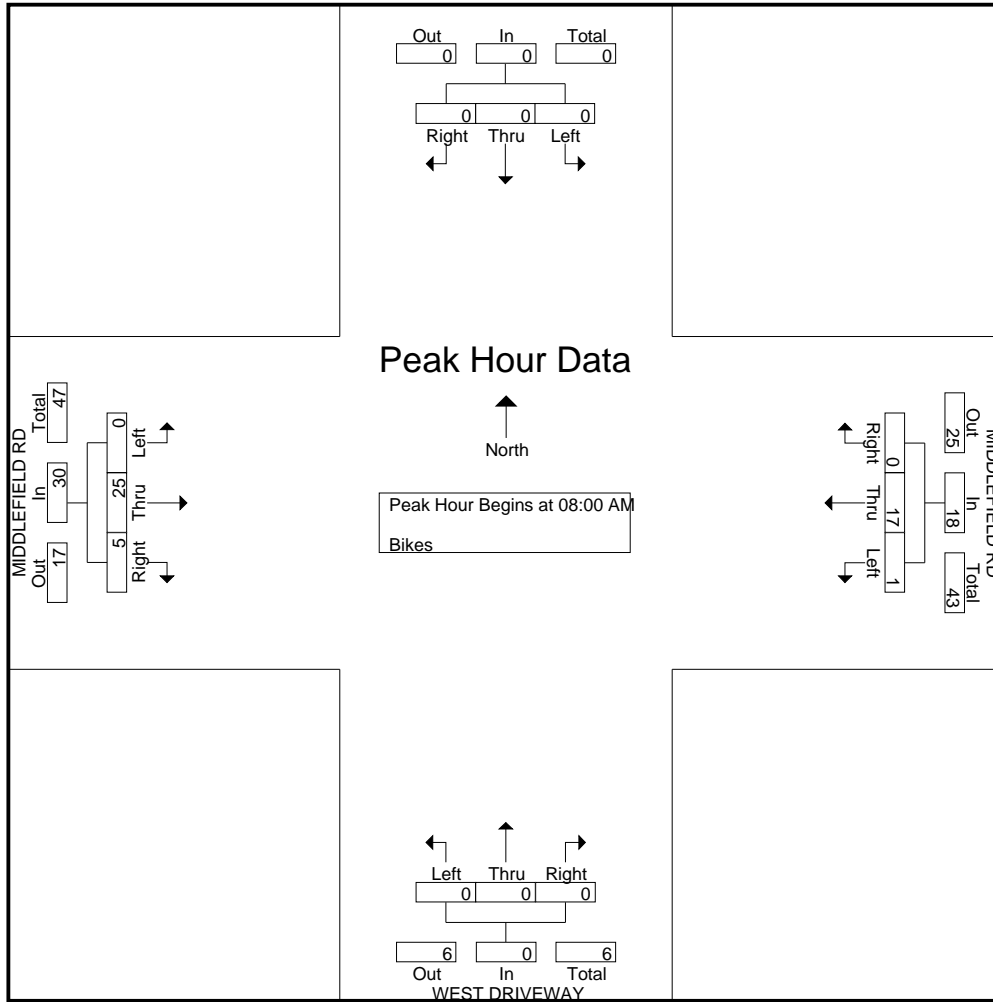 Out In Total
0 0 0
0 0 0
Right Thru Left
Peak Hour Data
North
Peak Hour Begins at 08:00 AM
Bikes
MIDDLEFIELD RD
Total In Out
47 30 17
0 25 5
Left Thru Right
Right Thru Left
0 17 1
Out In Total
25 18 43
MIDDLEFIELD RD
Left Thru Right
0 0 0
6 0 6
Out In Total
WEST DRIVEWAY